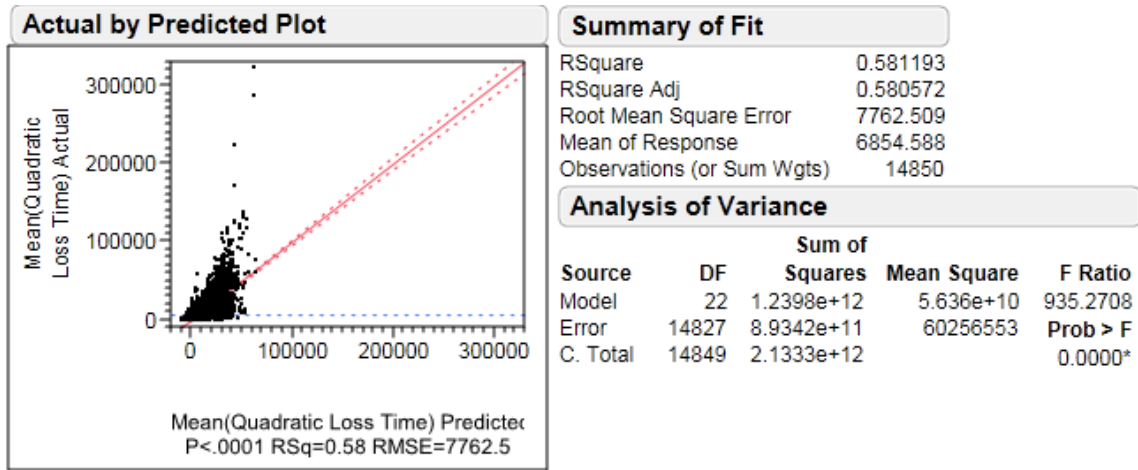 Actual by Predicted Plot
Mean(Quadratic
Loss Time) Actual
300000
200000
100000
0
0 100000 200000 300000
Mean(Quadratic Loss Time) Predicted
P<.0001 RSq=0.58 RMSE=7762.5
Summary of Fit
RSquare 0.581193
RSquare Adj 0.580572
Root Mean Square Error 7762.509
Mean of Response 6854.588
Observations (or Sum Wgts) 14850
Analysis of Variance
Sum of
Source DF Squares Mean Square F Ratio
Model 22 1.2398e+12 5.636e+10 935.2708
Error 14827 8.9342e+11 60256553 Prob > F
C. Total 14849 2.1333e+12 0.0000*